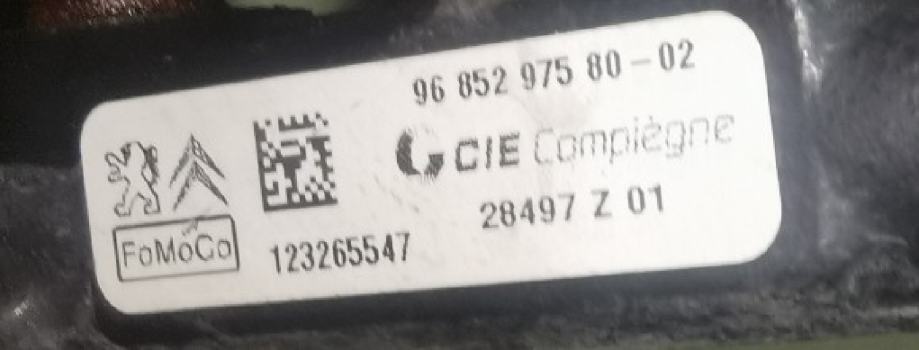 96 852 975 80-02
CIE Compiègne
28497 Z 01
FoMoCo
123265547